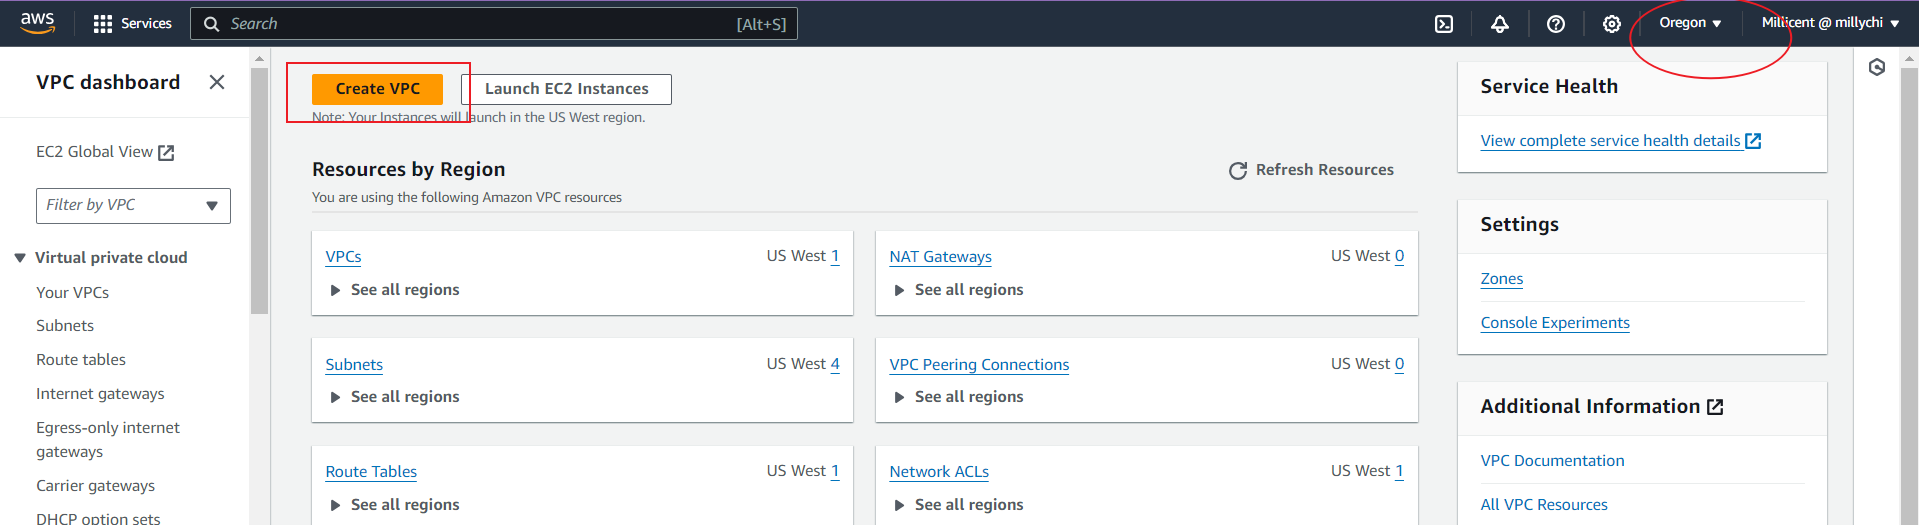 aws
Services
Search
[Alt+S]
Oregon
Millicent @ millychi
VPC dashboard
EC2 Global View
Filter by VPC
Virtual private cloud
Your VPCs
Subnets
Route tables
Internet gateways
Egress-only internet
gateways
Carrier gateways
DHCP option sets
Create VPC
Launch EC2 Instances
Note: Your Instances will launch in the US West region.
Resources by Region
Refresh Resources
You are using the following Amazon VPC resources
VPCs US West 1
See all regions
NAT Gateways US West 0
See all regions
Subnets US West 4
See all regions
VPC Peering Connections US West 0
See all regions
Route Tables US West 1
See all regions
Network ACLs US West 1
See all regions
Service Health
View complete service health details
Settings
Zones
Console Experiments
Additional Information
VPC Documentation
All VPC Resources